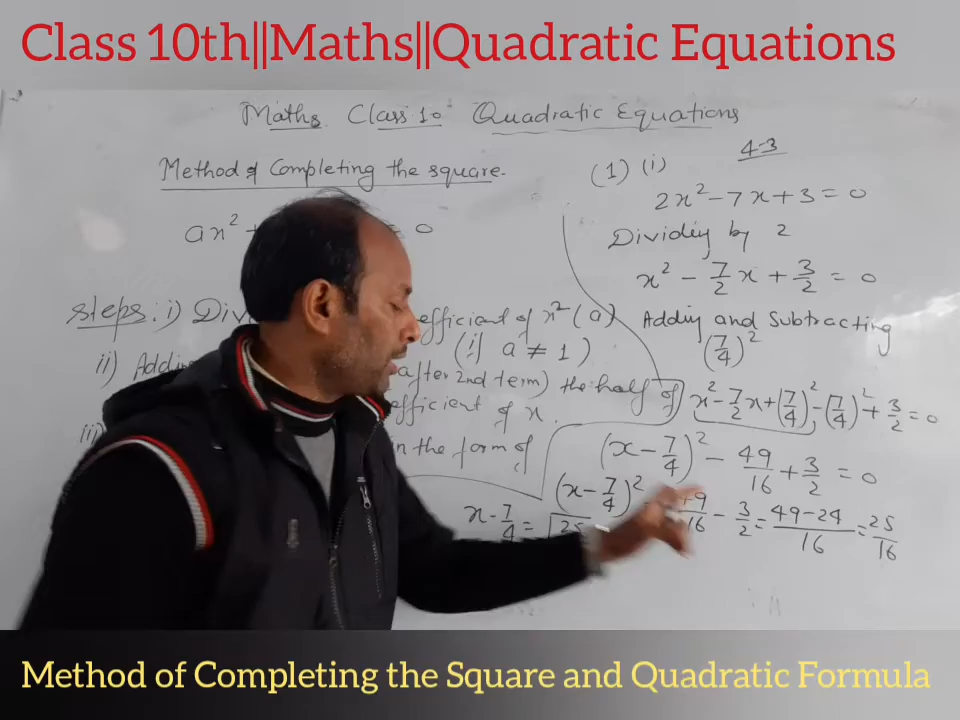 Class 10th||Maths||Quadratic Equations
Maths Class 10 Quadratic Equations
Method of Completing the square.
ax² + = 0
steps: i) Divi efficient of x² (a)
(if a ≠ 1)
ii) Adding after 2nd term) the half of
efficient of x.
iii) in the form of
4.3
(1) (i)
2x² - 7x + 3 = 0
Dividing by 2
x² - 7/2 x + 3/2 = 0
Adding and Subtracting
(7/4)²
x² - 7/2 x + (7/4)² - (7/4)² + 3/2 = 0
(x - 7/4)² - 49/16 + 3/2 = 0
(x - 7/4)² 49/16 - 3/2 = 49-24/16 = 25/16
x - 7/4 = 25
Method of Completing the Square and Quadratic Formula